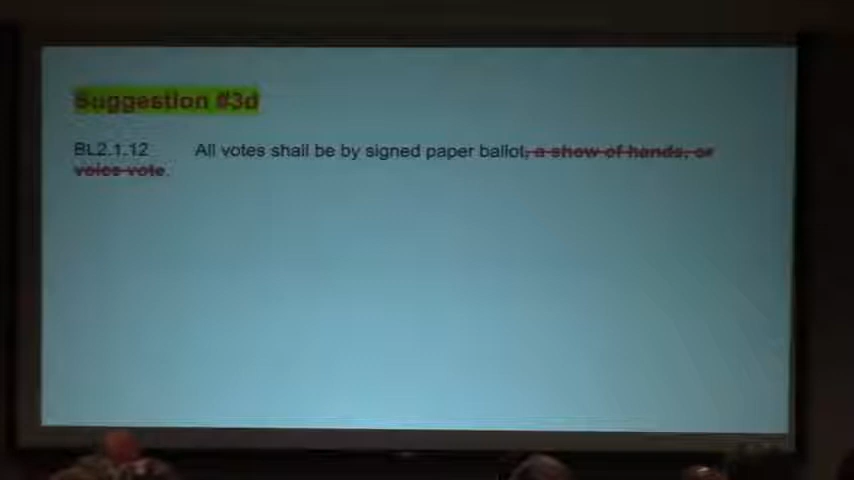 Suggestion #3d
BL2.1.12 All votes shall be by signed paper ballot, a show of hands, or
voice vote.